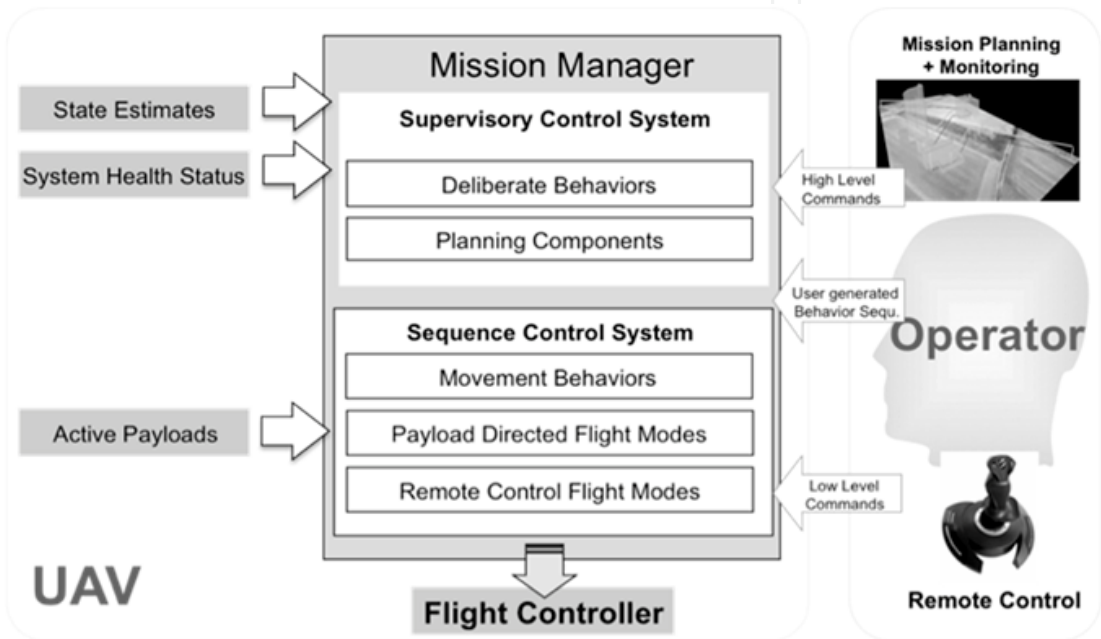 Mission Manager
Supervisory Control System
Deliberate Behaviors
Planning Components
Sequence Control System
Movement Behaviors
Payload Directed Flight Modes
Remote Control Flight Modes
State Estimates
System Health Status
Active Payloads
UAV
Flight Controller
Mission Planning
+ Monitoring
High Level
Commands
User generated
Behavior Sequ.
Operator
Low Level
Commands
Remote Control